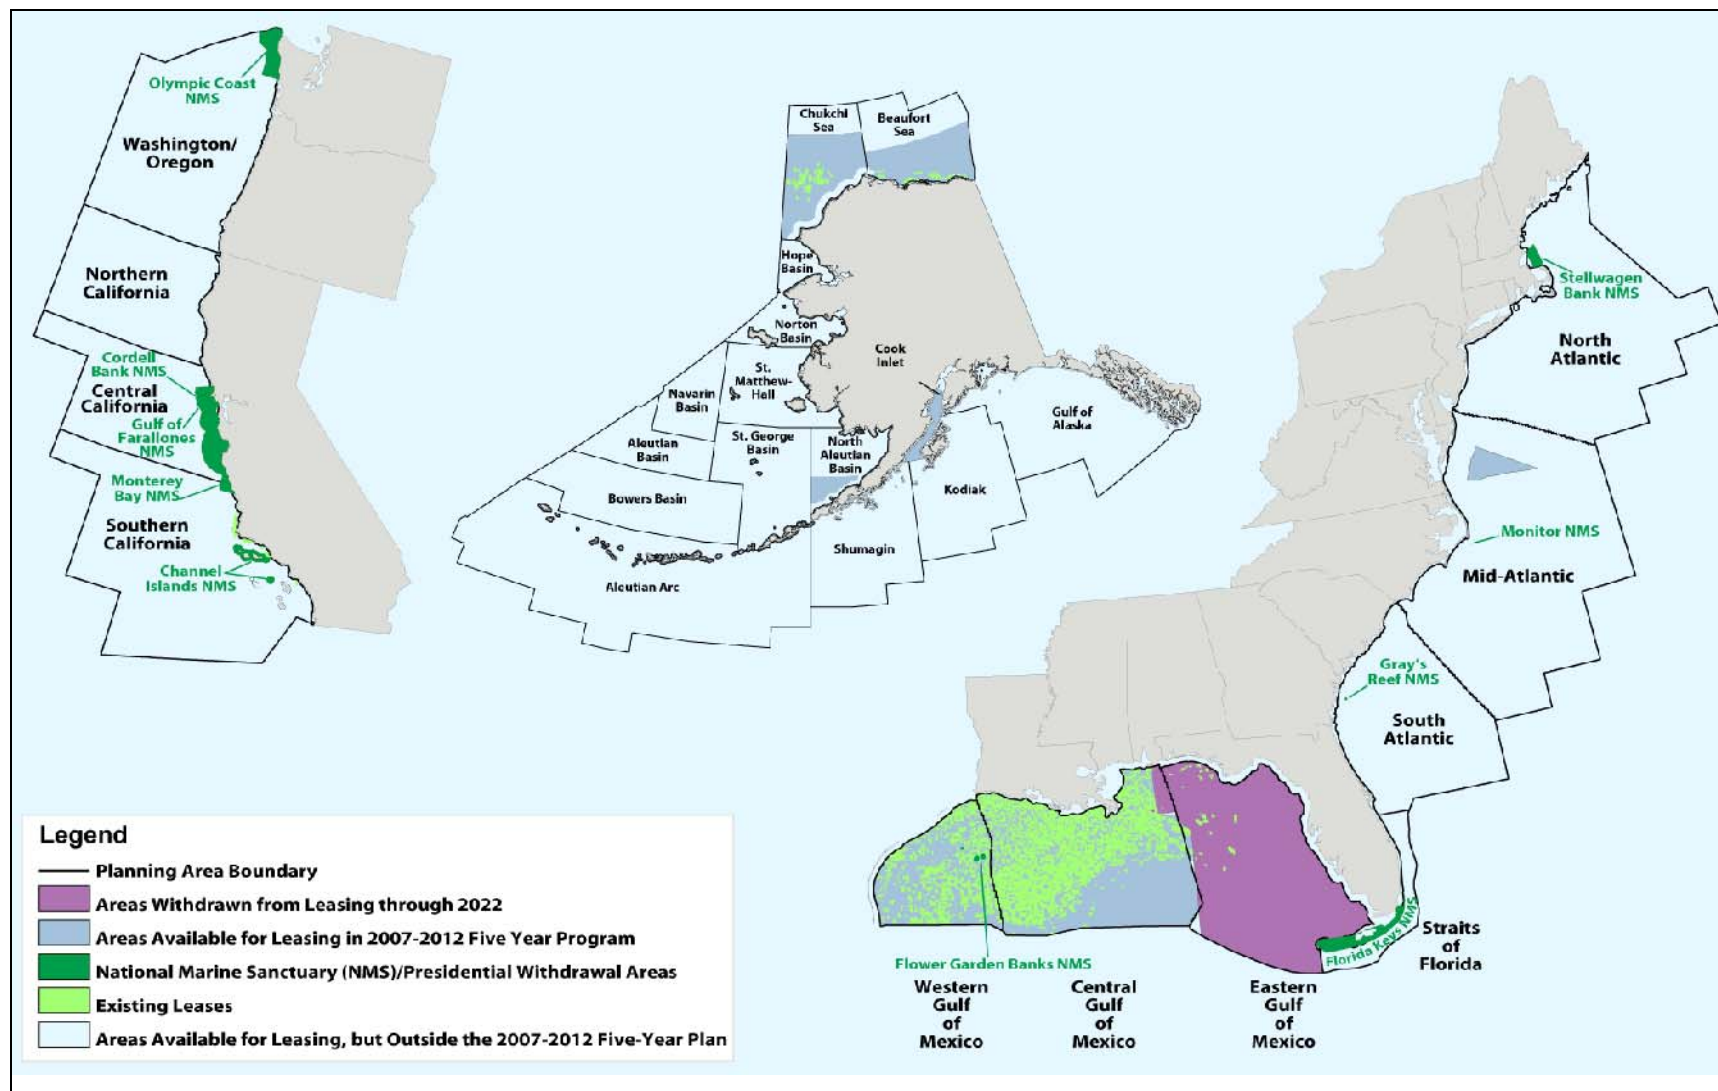 Olympic Coast
NMS
Washington/
Oregon
Northern
California
Cordell
Bank NMS
Central
California
Gulf of
Farallones
NMS
Monterey
Bay NMS
Southern
California
Channel
Islands NMS
Chukchi
Sea
Beaufort
Sea
Hope
Basin
Norton
Basin
Cook
Inlet
St.
Matthew-
Hall
Navarin
Basin
Gulf of
Alaska
Aleutian
Basin
St. George
Basin
North
Aleutian
Basin
Bowers Basin
Kodiak
Shumagin
Aleutian Arc
Stellwagen
Bank NMS
North
Atlantic
Monitor NMS
Mid-Atlantic
Gray's
Reef NMS
South
Atlantic
Florida Keys NMS
Straits
of
Florida
Flower Garden Banks NMS
Western
Gulf
of
Mexico
Central
Gulf
of
Mexico
Eastern
Gulf
of
Mexico
Legend
Planning Area Boundary
Areas Withdrawn from Leasing through 2022
Areas Available for Leasing in 2007-2012 Five Year Program
National Marine Sanctuary (NMS)/Presidential Withdrawal Areas
Existing Leases
Areas Available for Leasing, but Outside the 2007-2012 Five-Year Plan